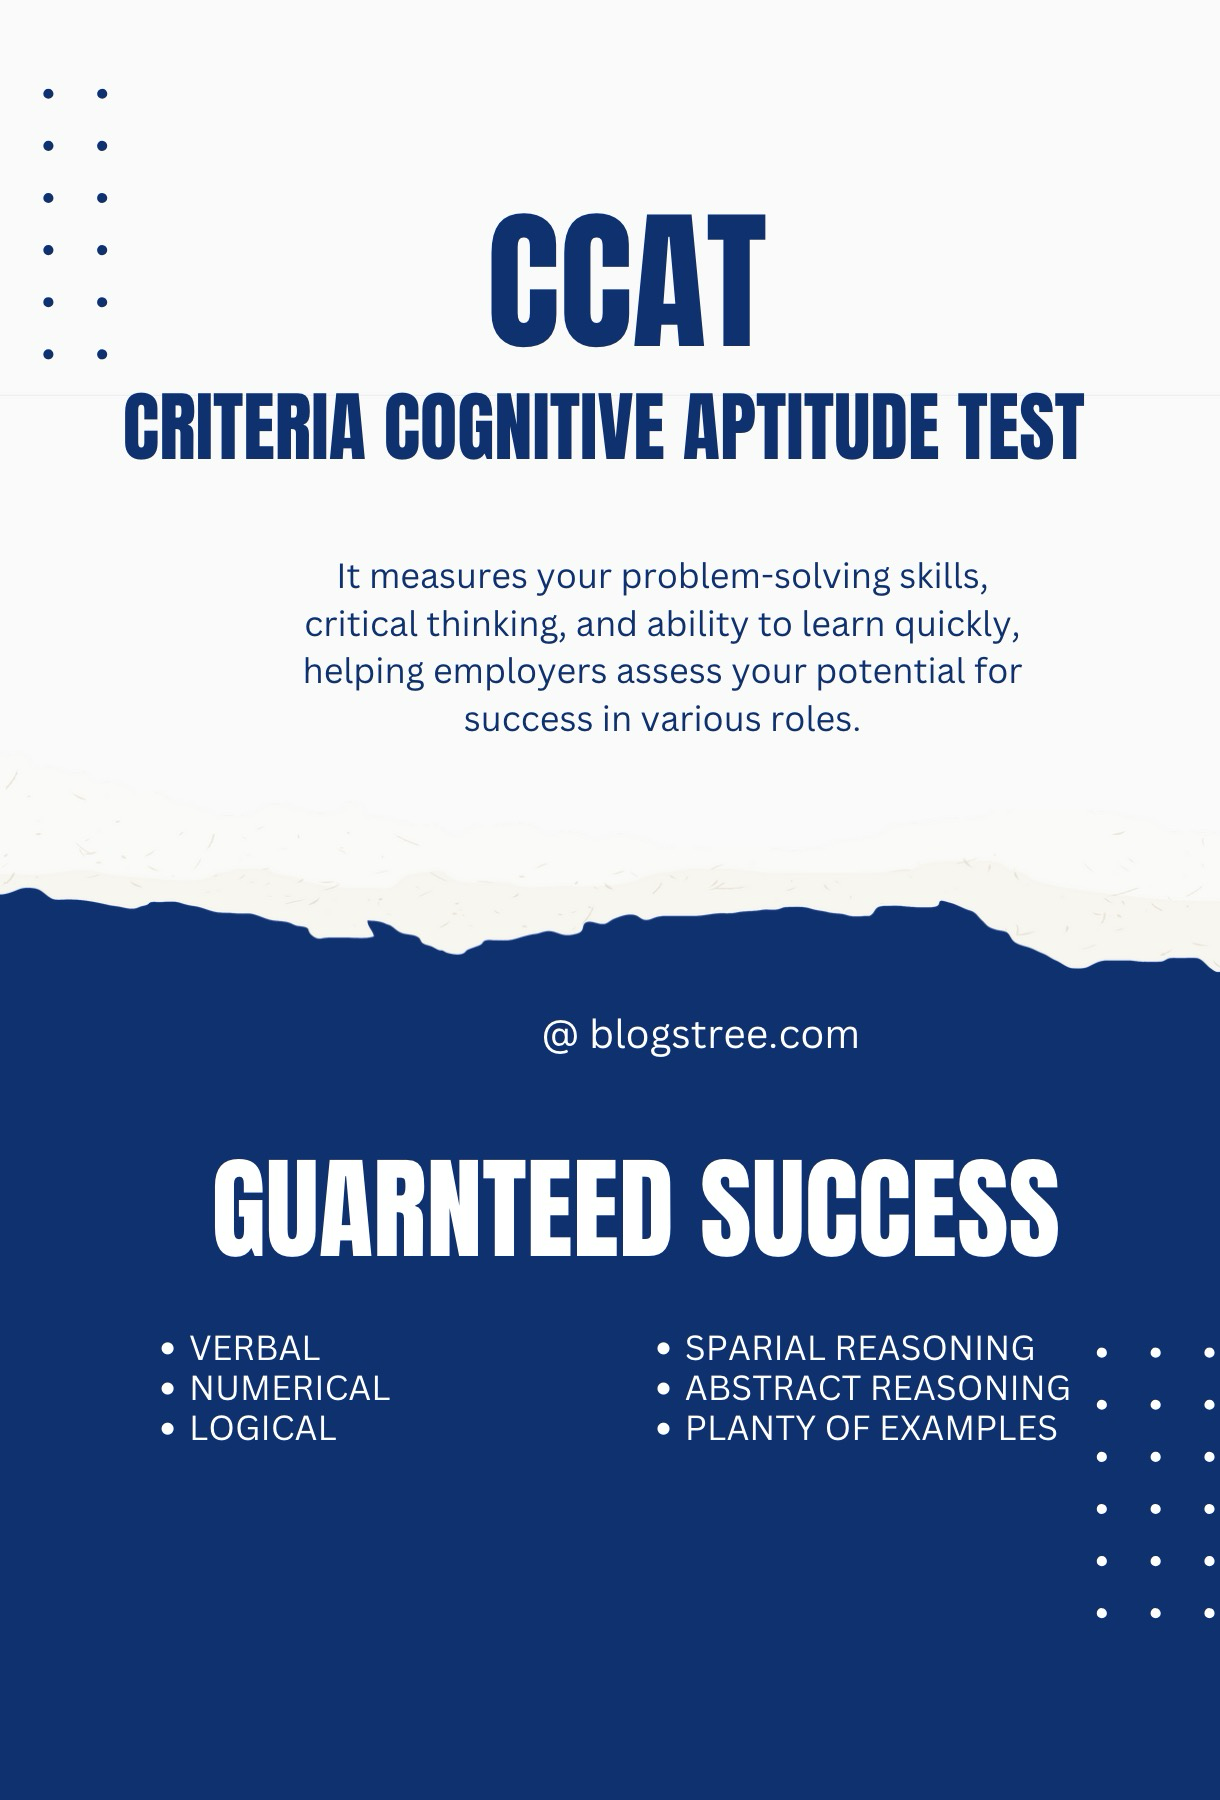 CCAT
CRITERIA COGNITIVE APTITUDE TEST
It measures your problem-solving skills,
critical thinking, and ability to learn quickly,
helping employers assess your potential for
success in various roles.
@ blogstree.com
GUARNTEED SUCCESS
• VERBAL
• NUMERICAL
• LOGICAL
• SPARIAL REASONING
• ABSTRACT REASONING
• PLANTY OF EXAMPLES